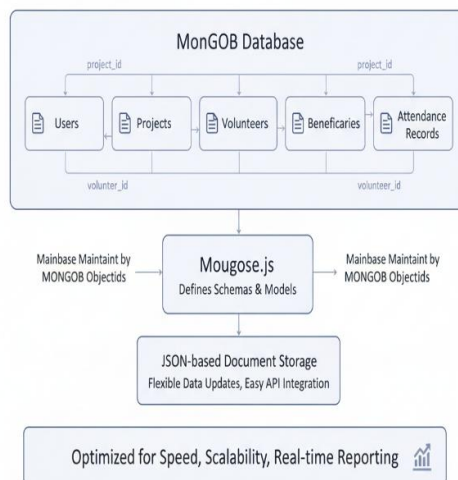 MonGOB Database
project_id
project_id
Users
Projects
Volunteers
Beneficaries
Attendance
Records
volunter_id
volunteer_id
Mainbase Maintaint by
MONGOB Objectids
Mougose.js
Defines Schemas & Models
Mainbase Maintaint by
MONGOB Objectids
JSON-based Document Storage
Flexible Data Updates, Easy API Integration
Optimized for Speed, Scalability, Real-time Reporting